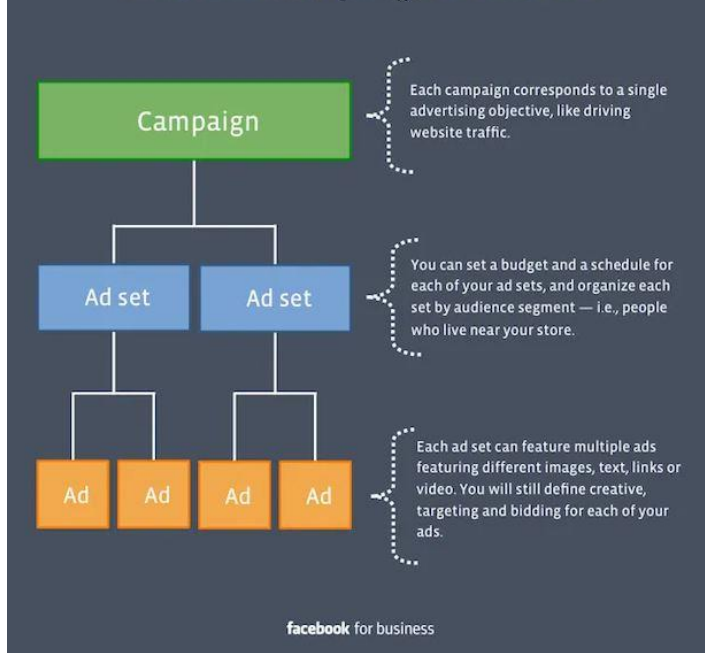 Campaign
Each campaign corresponds to a single
advertising objective, like driving
website traffic.
Ad set
Ad set
You can set a budget and a schedule for
each of your ad sets, and organize each
set by audience segment — i.e., people
who live near your store.
Ad
Ad
Ad
Ad
Each ad set can feature multiple ads
featuring different images, text, links or
video. You will still define creative,
targeting and bidding for each of your
ads.
facebook for business